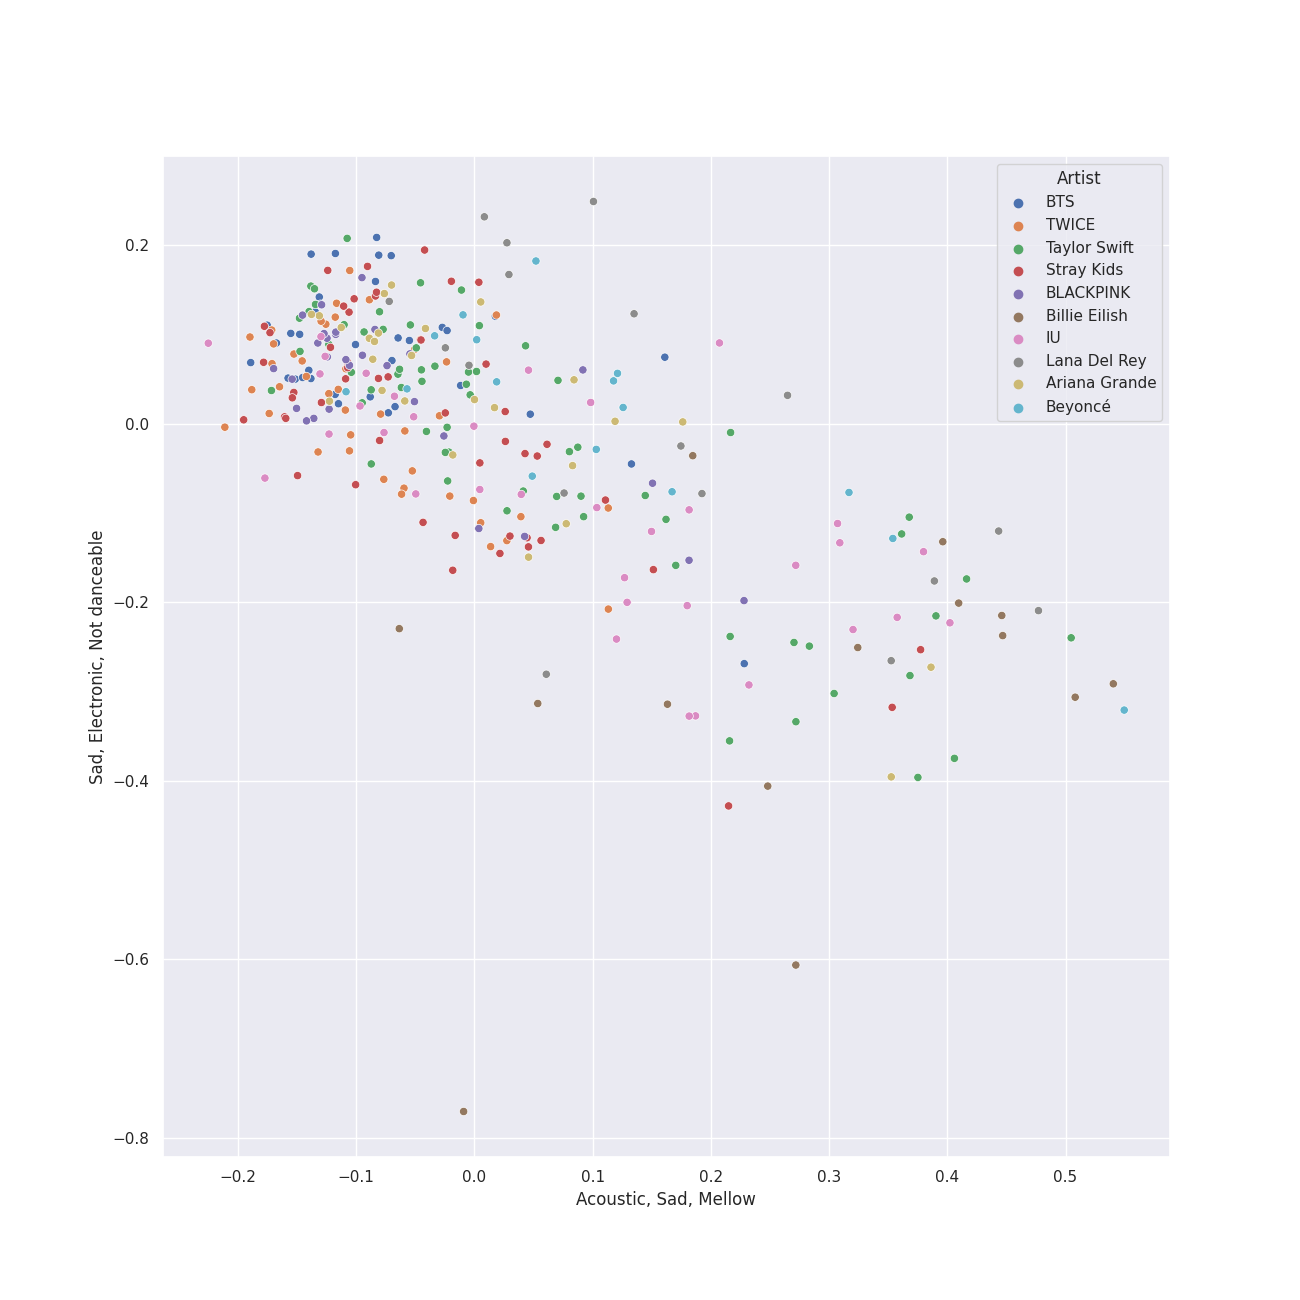 Artist
BTS
TWICE
Taylor Swift
Stray Kids
BLACKPINK
Billie Eilish
IU
Lana Del Rey
Ariana Grande
Beyoncé
0.2
0.0
−0.2
−0.4
−0.6
−0.8
Sad, Electronic, Not danceable
−0.2 −0.1 0.0 0.1 0.2 0.3 0.4 0.5
Acoustic, Sad, Mellow